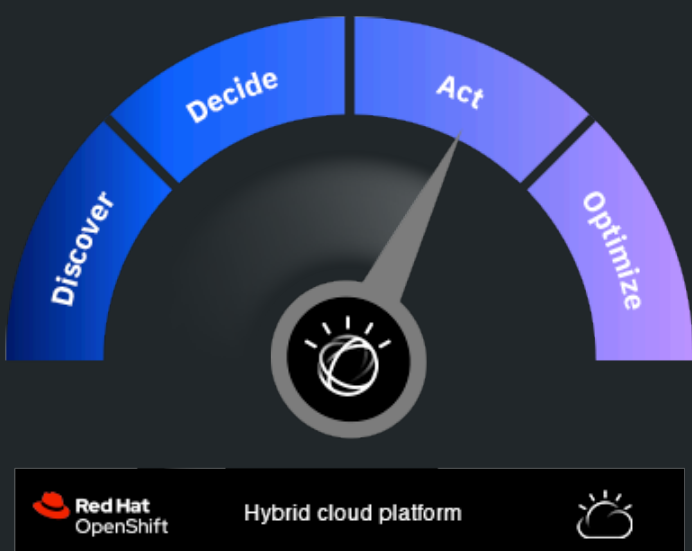 Discover
Decide
Act
Optimize
Red Hat
OpenShift
Hybrid cloud platform